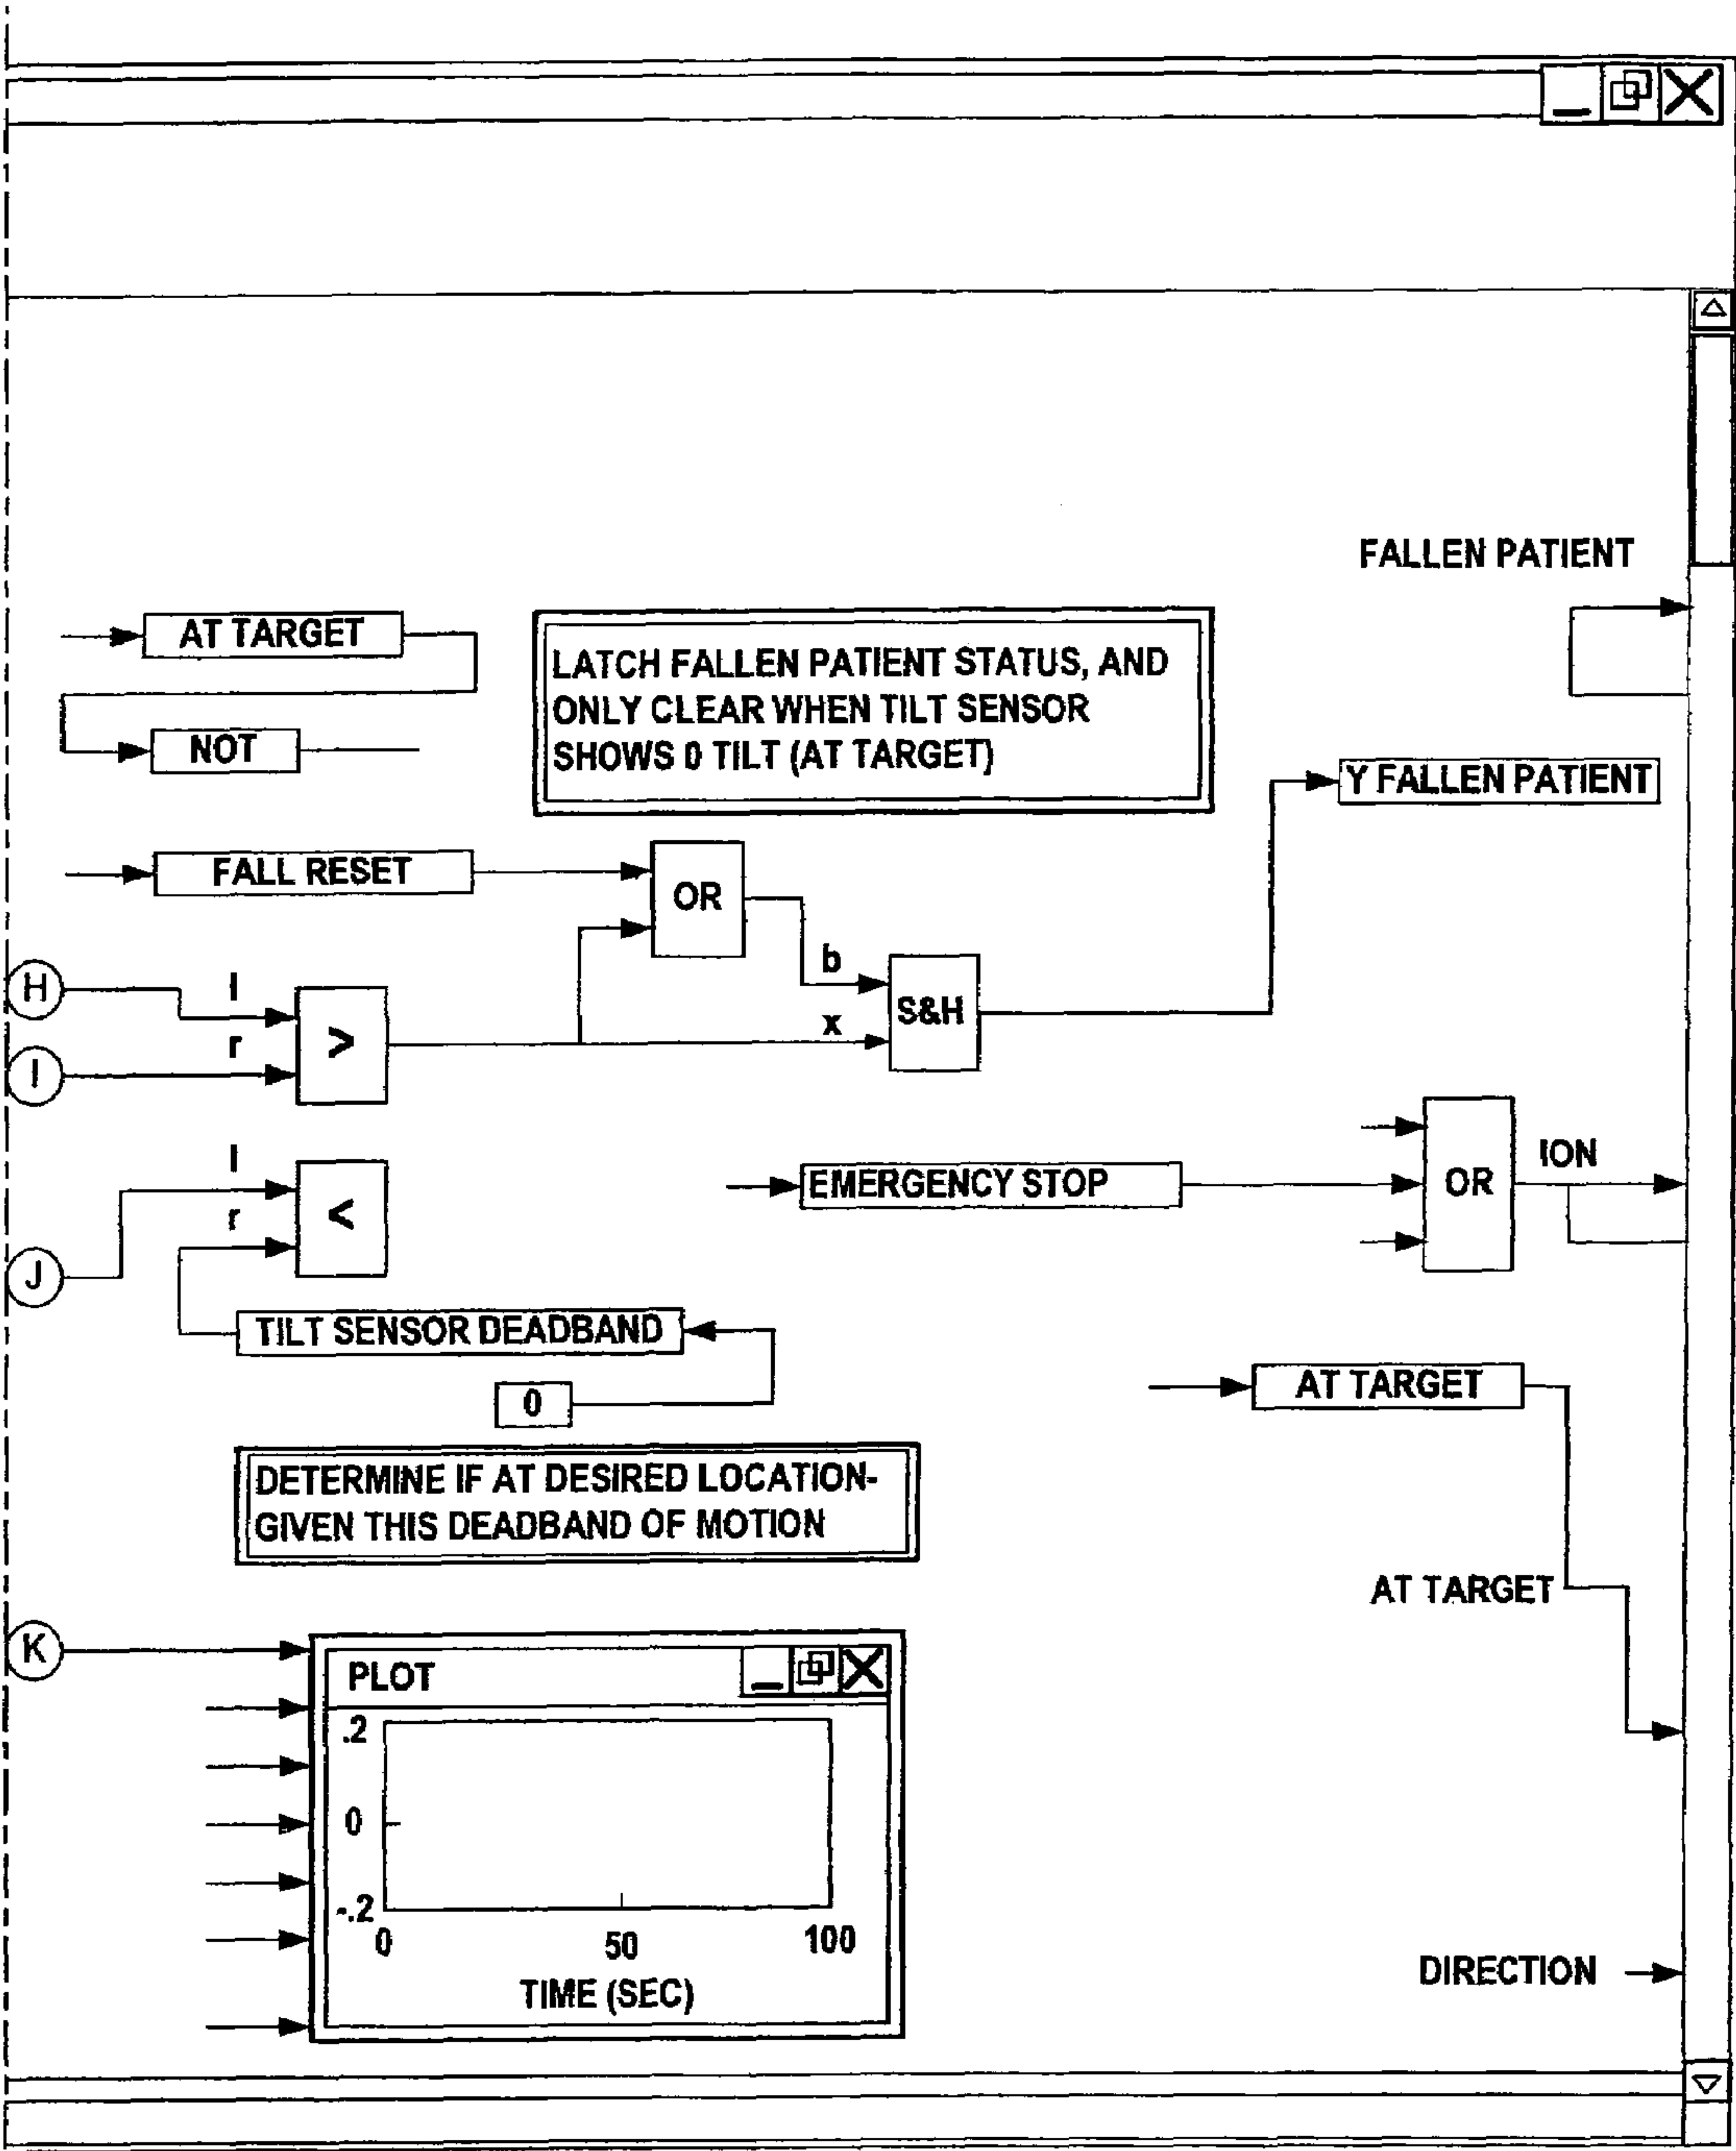 FALLEN PATIENT
AT TARGET
LATCH FALLEN PATIENT STATUS, AND
ONLY CLEAR WHEN TILT SENSOR
SHOWS 0 TILT (AT TARGET)
NOT
Y FALLEN PATIENT
FALL RESET
OR
b
H
l
S&H
x
>
r
I
ION
l
EMERGENCY STOP
OR
<
r
J
TILT SENSOR DEADBAND
AT TARGET
0
DETERMINE IF AT DESIRED LOCATION-
GIVEN THIS DEADBAND OF MOTION
AT TARGET
K
PLOT
.2
0
-.2
0 50 100
TIME (SEC)
DIRECTION